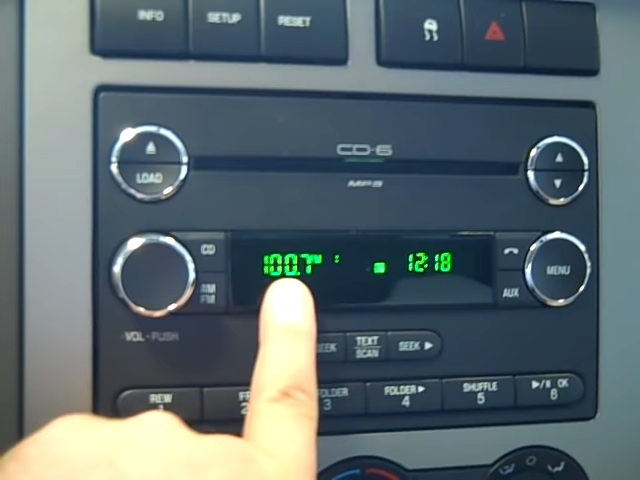 INFO SETUP RESET
CD-6
LOAD
MP3
CD
100.7 12:18
MENU
AM
FM
AUX
VOL-PUSH
SEEK TEXT SEEK
SCAN
REW FOLDER FOLDER SHUFFLE OK
1 2 3 4 5 6